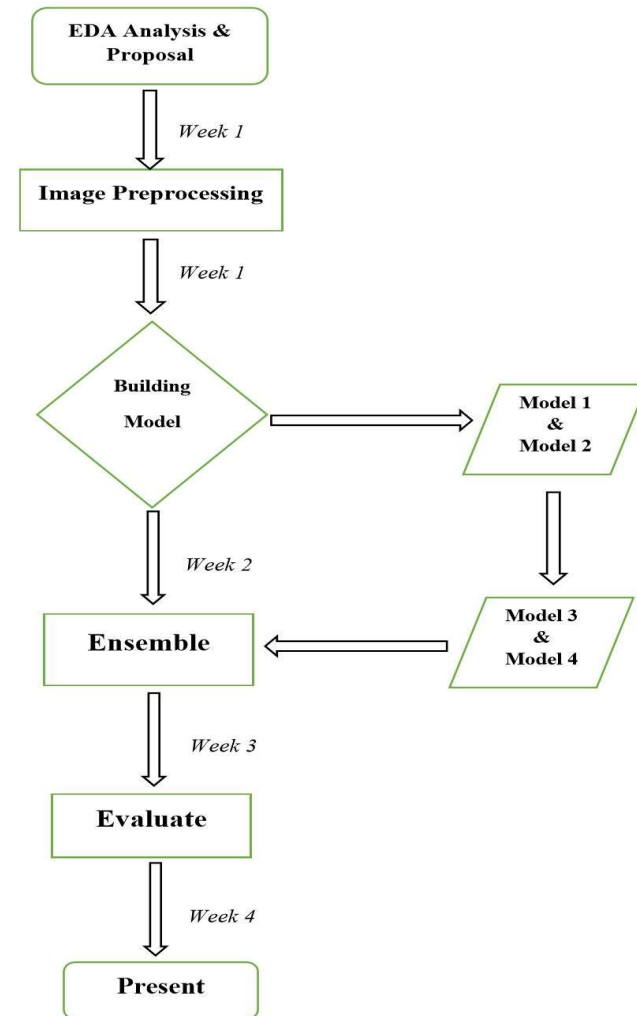 EDA Analysis &
Proposal
Week 1
Image Preprocessing
Week 1
Building
Model
Model 1
&
Model 2
Week 2
Ensemble
Model 3
&
Model 4
Week 3
Evaluate
Week 4
Present